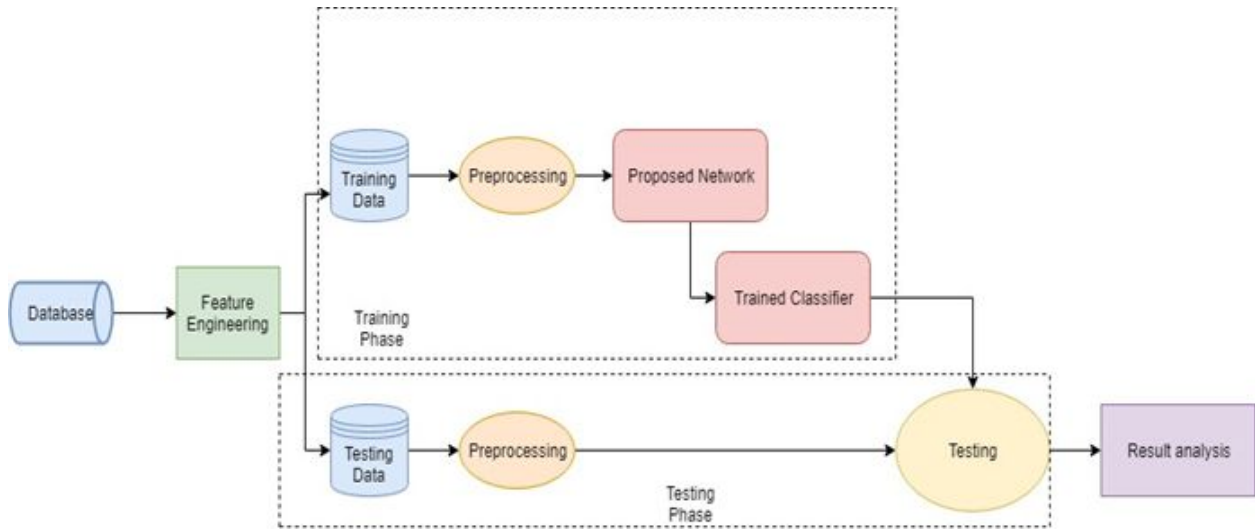 Training
Data
Preprocessing
Proposed Network
Trained Classifier
Database
Feature
Engineering
Training
Phase
Testing
Data
Preprocessing
Testing
Result analysis
Testing
Phase